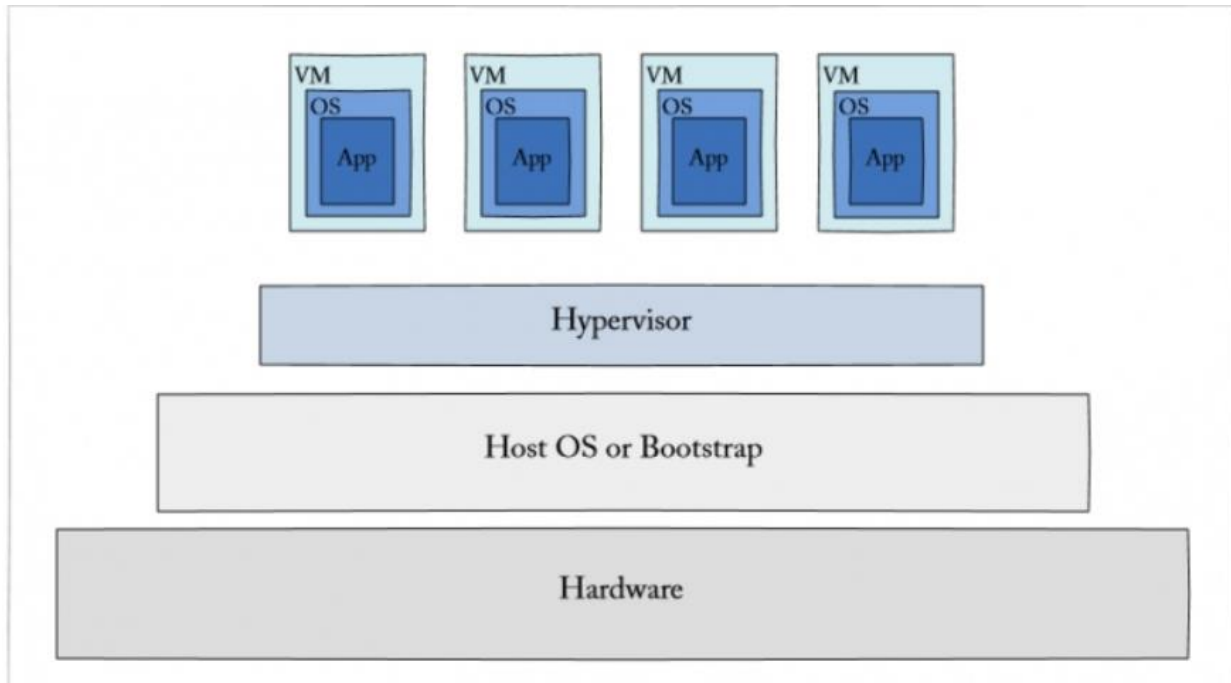 VM VM VM VM
OS OS OS OS
App App App App
Hypervisor
Host OS or Bootstrap
Hardware